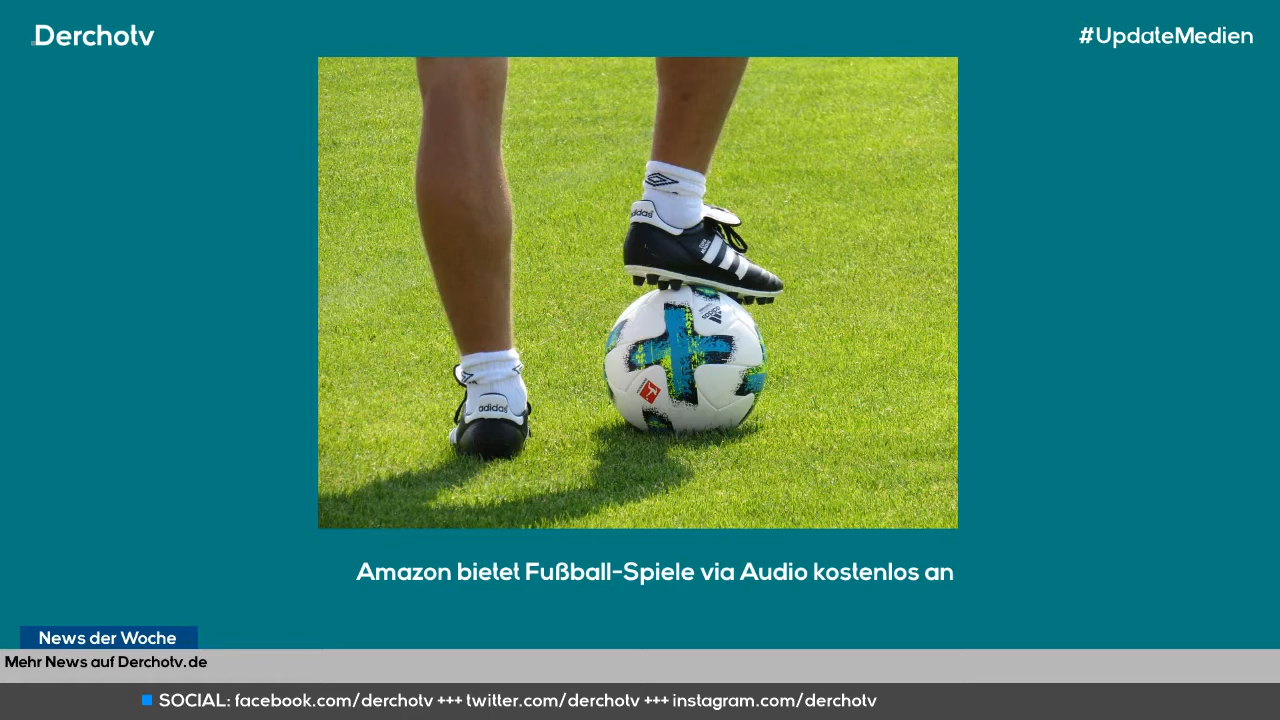 Derchotv
#UpdateMedien
adidas
adidas
Amazon bietet Fußball-Spiele via Audio kostenlos an
News der Woche
Mehr News auf Derchotv.de
SOCIAL: facebook.com/derchotv +++ twitter.com/derchotv +++ instagram.com/derchotv